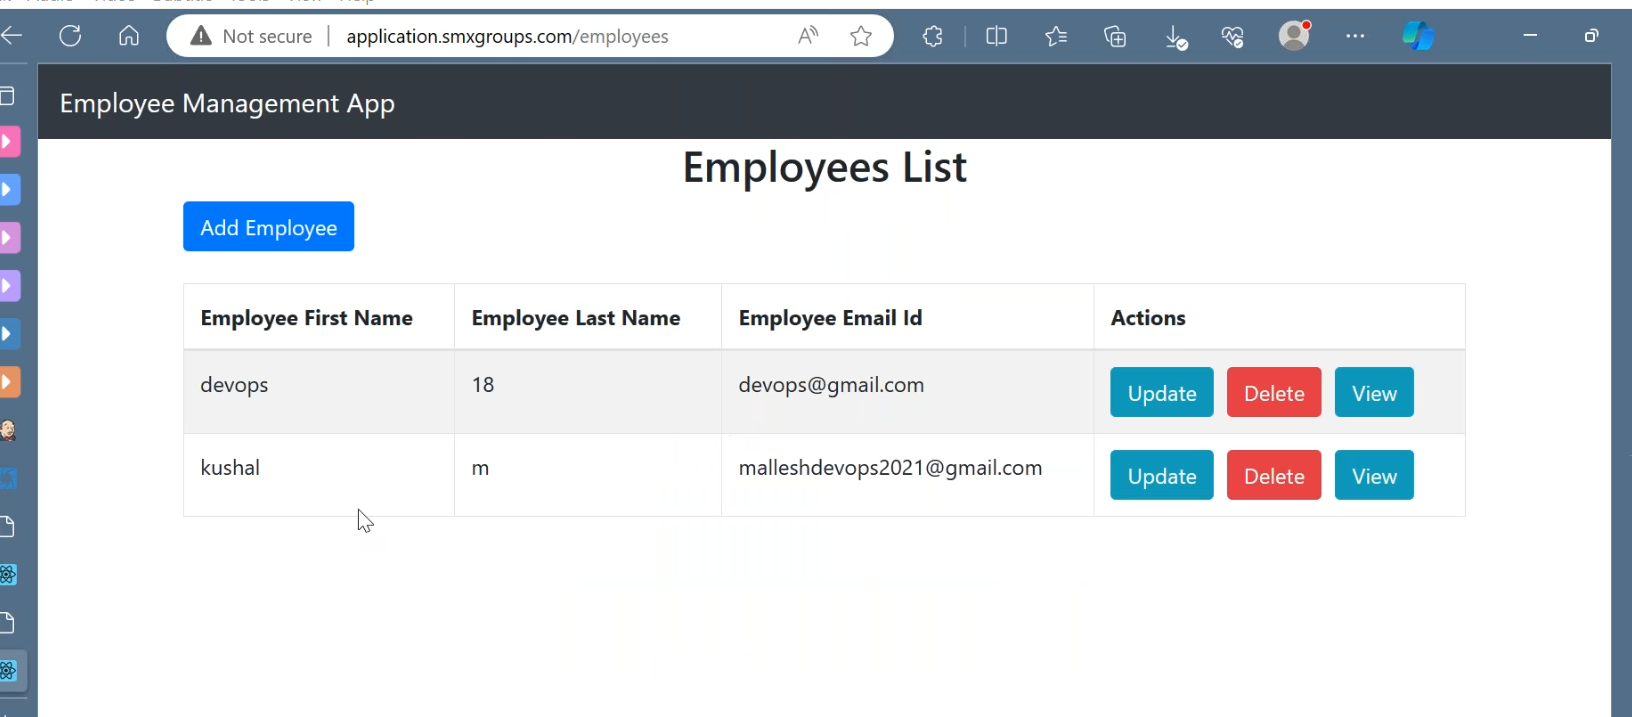 Not secure application.smxgroups.com/employees
Employee Management App
Employees List
Add Employee
Employee First Name Employee Last Name Employee Email Id Actions
devops 18 devops@gmail.com Update Delete View
kushal m malleshdevops2021@gmail.com Update Delete View